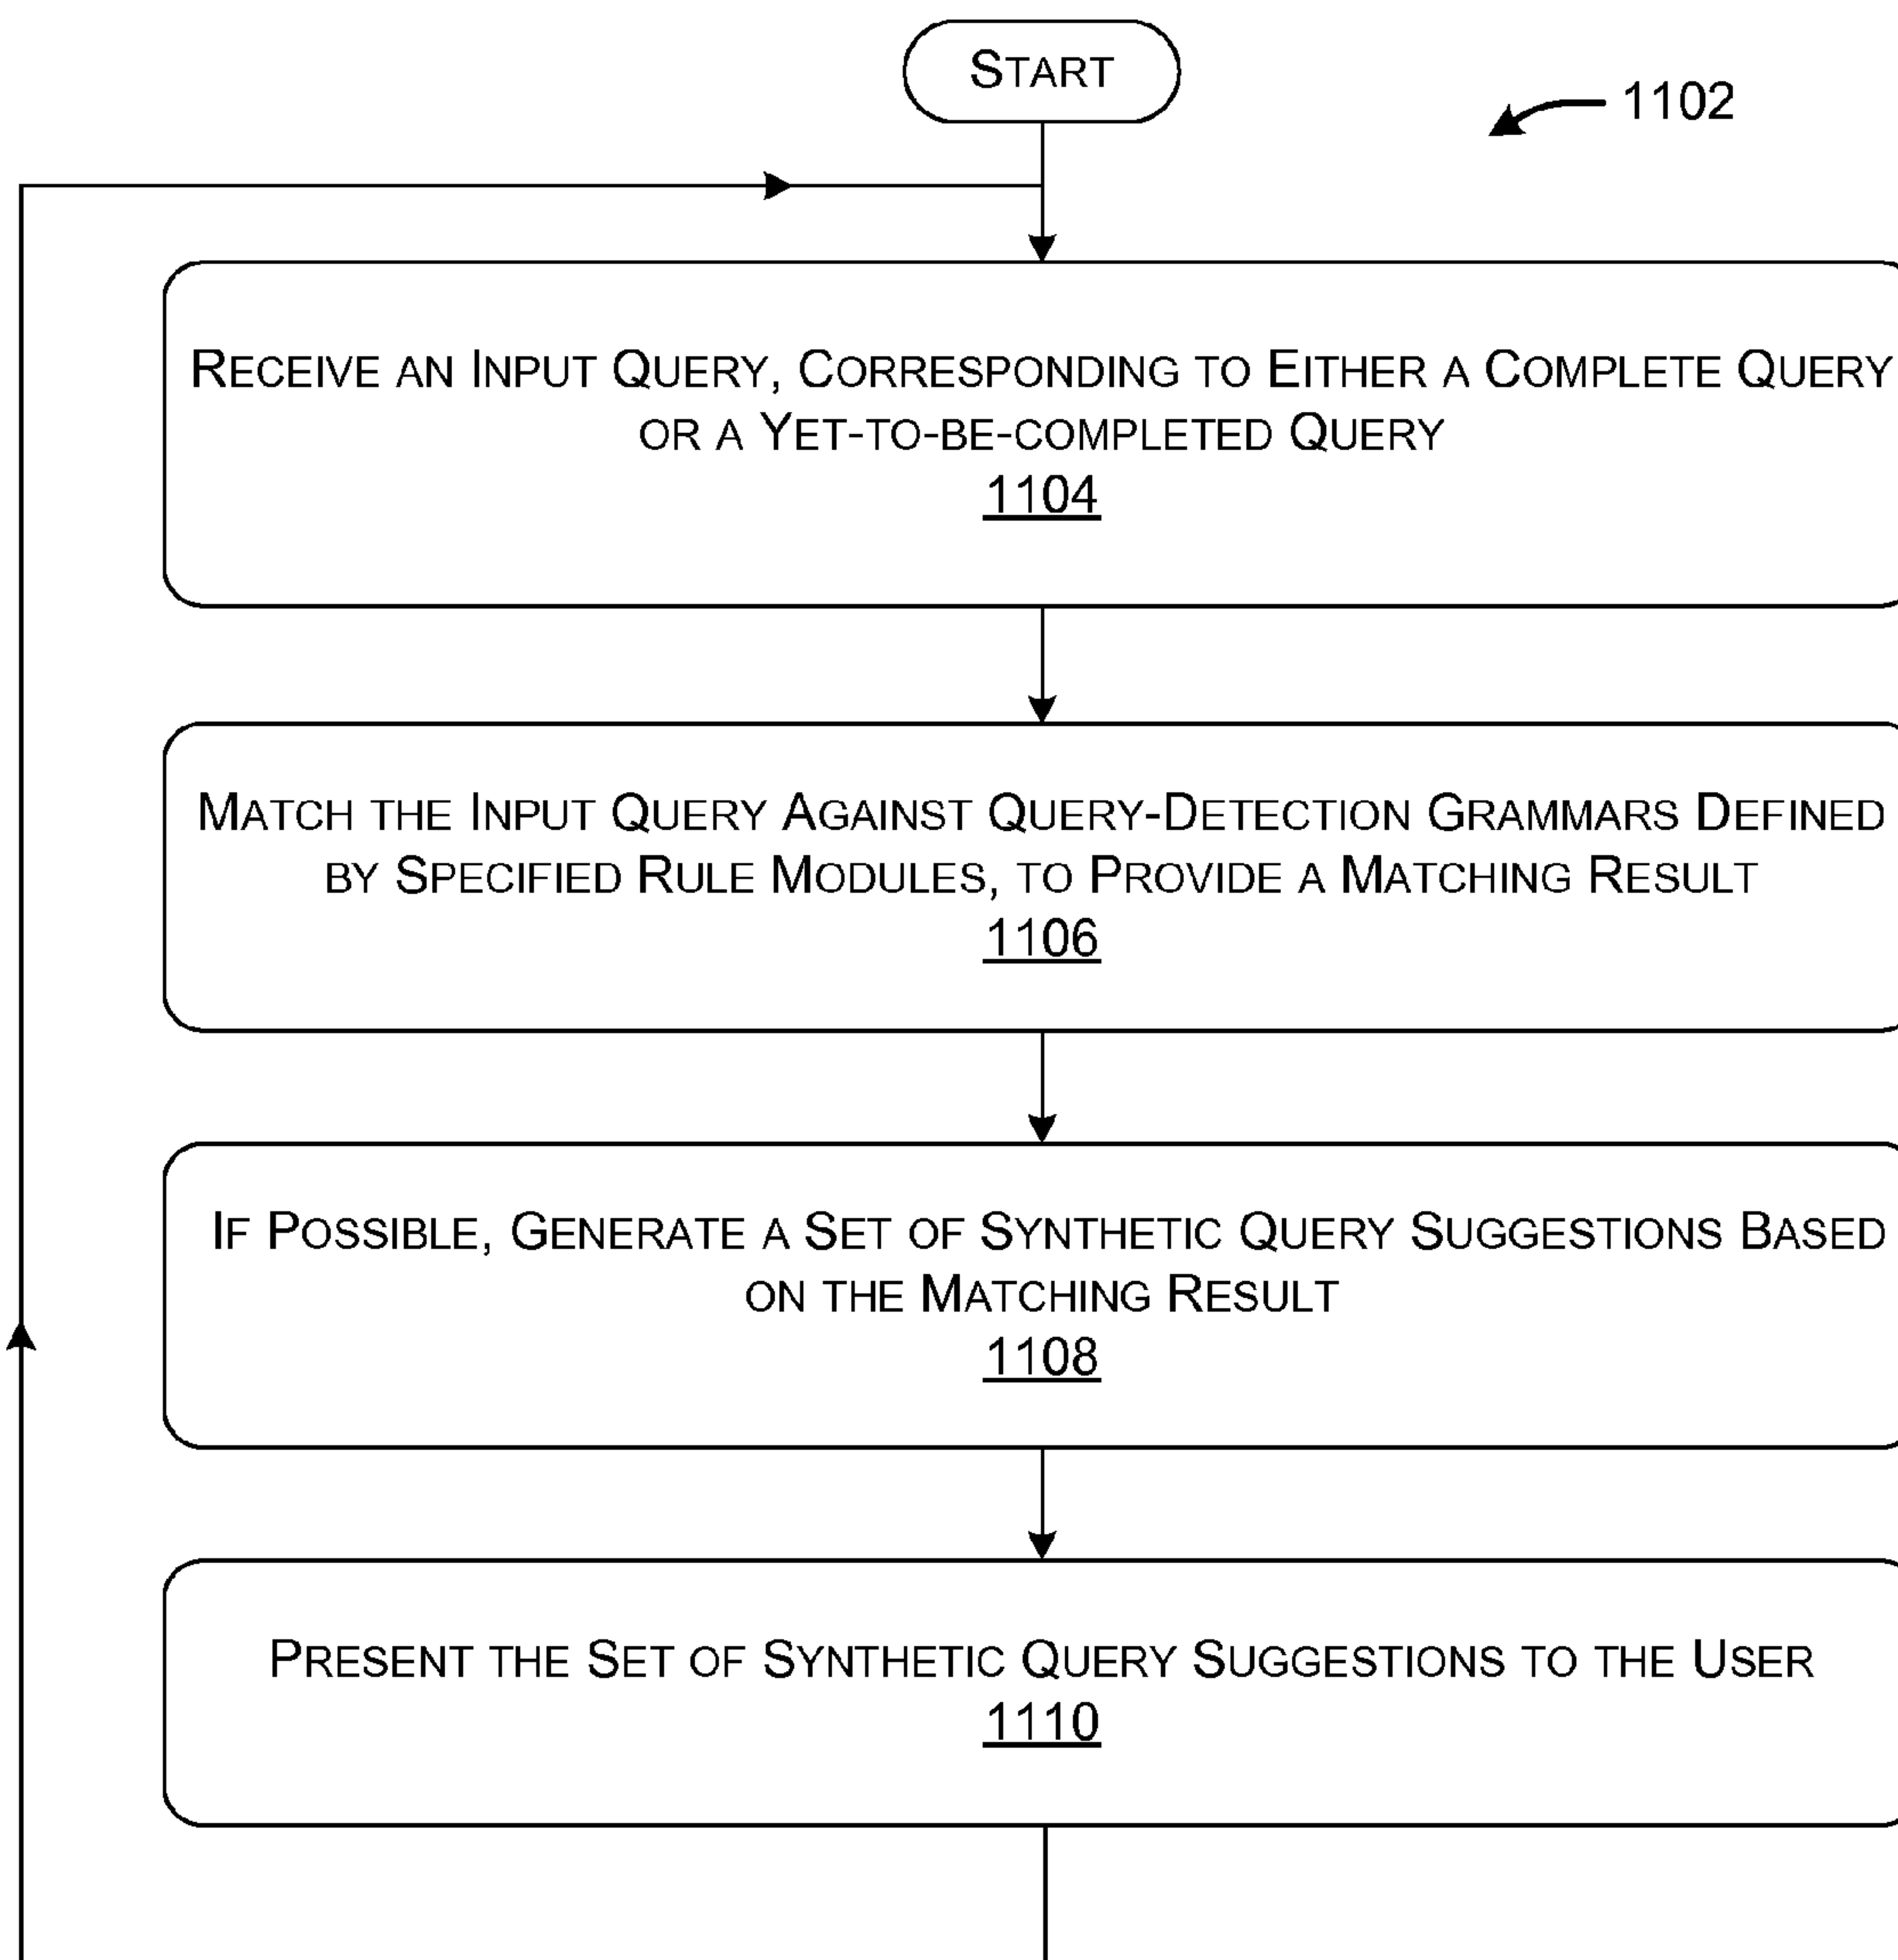 START
1102
RECEIVE AN INPUT QUERY, CORRESPONDING TO EITHER A COMPLETE QUERY
OR A YET-TO-BE-COMPLETED QUERY
1104
MATCH THE INPUT QUERY AGAINST QUERY-DETECTION GRAMMARS DEFINED
BY SPECIFIED RULE MODULES, TO PROVIDE A MATCHING RESULT
1106
IF POSSIBLE, GENERATE A SET OF SYNTHETIC QUERY SUGGESTIONS BASED
ON THE MATCHING RESULT
1108
PRESENT THE SET OF SYNTHETIC QUERY SUGGESTIONS TO THE USER
1110